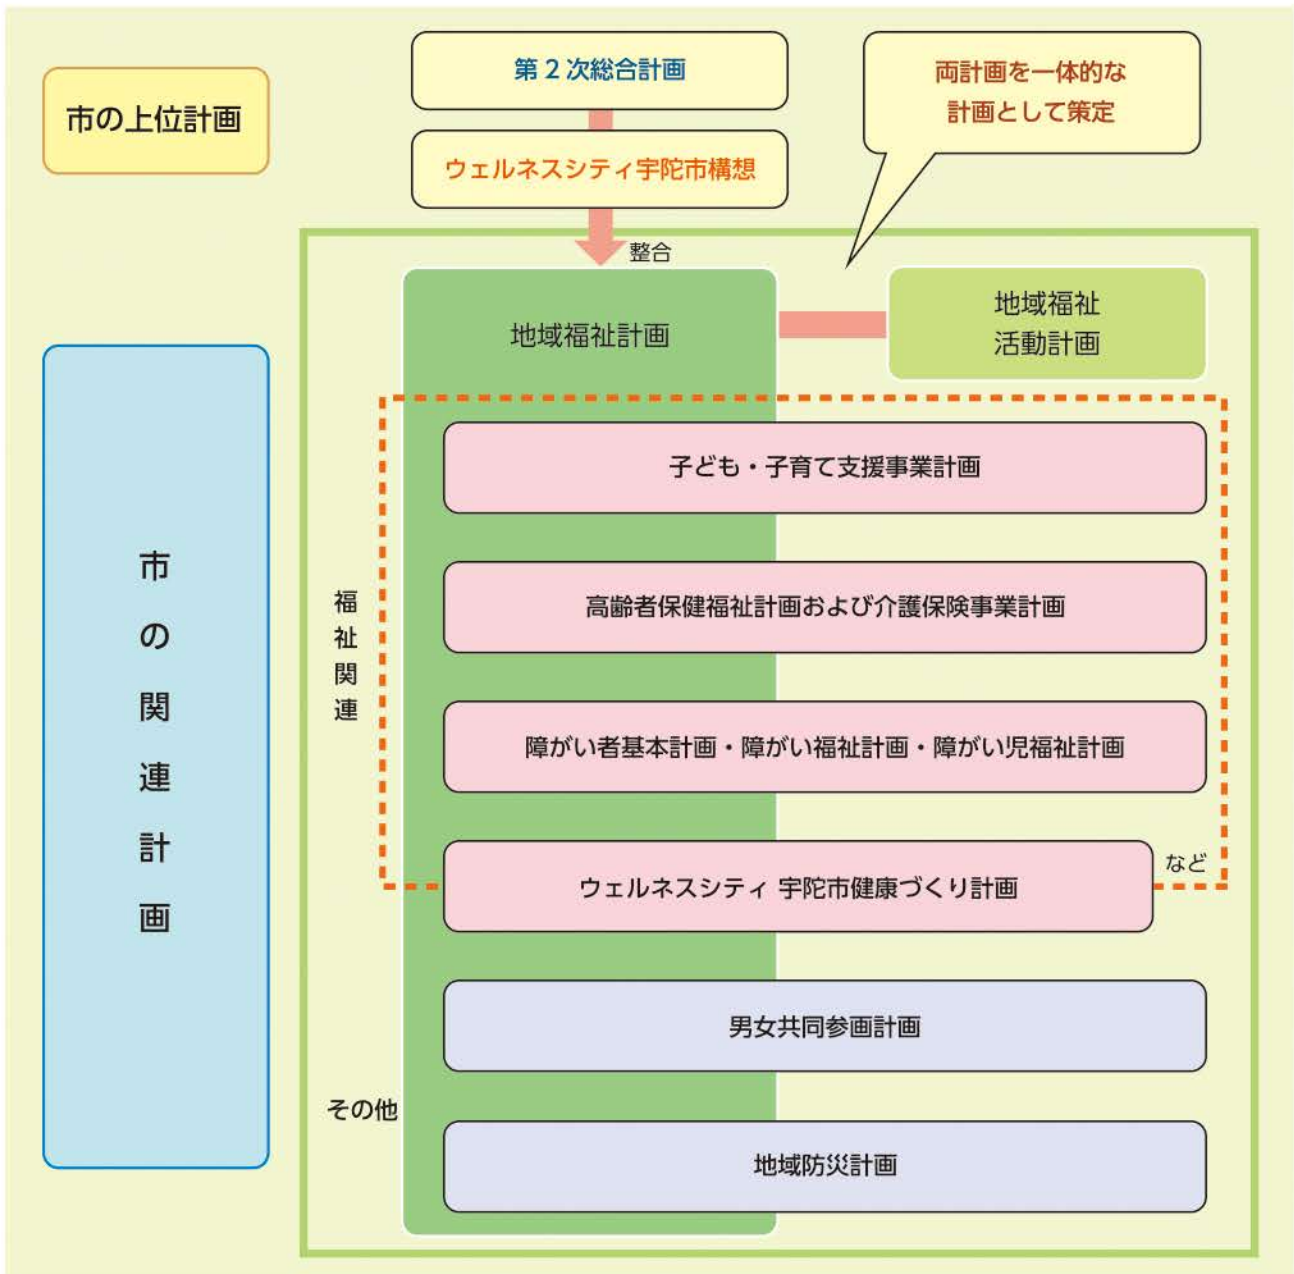 市の上位計画
第2次総合計画
ウェルネスシティ宇陀市構想
両計画を一体的な
計画として策定
整合
地域福祉計画
地域福祉
活動計画
市の関連計画
福祉関連
子ども・子育て支援事業計画
高齢者保健福祉計画および介護保険事業計画
障がい者基本計画・障がい福祉計画・障がい児福祉計画
ウェルネスシティ 宇陀市健康づくり計画
など
その他
男女共同参画計画
地域防災計画